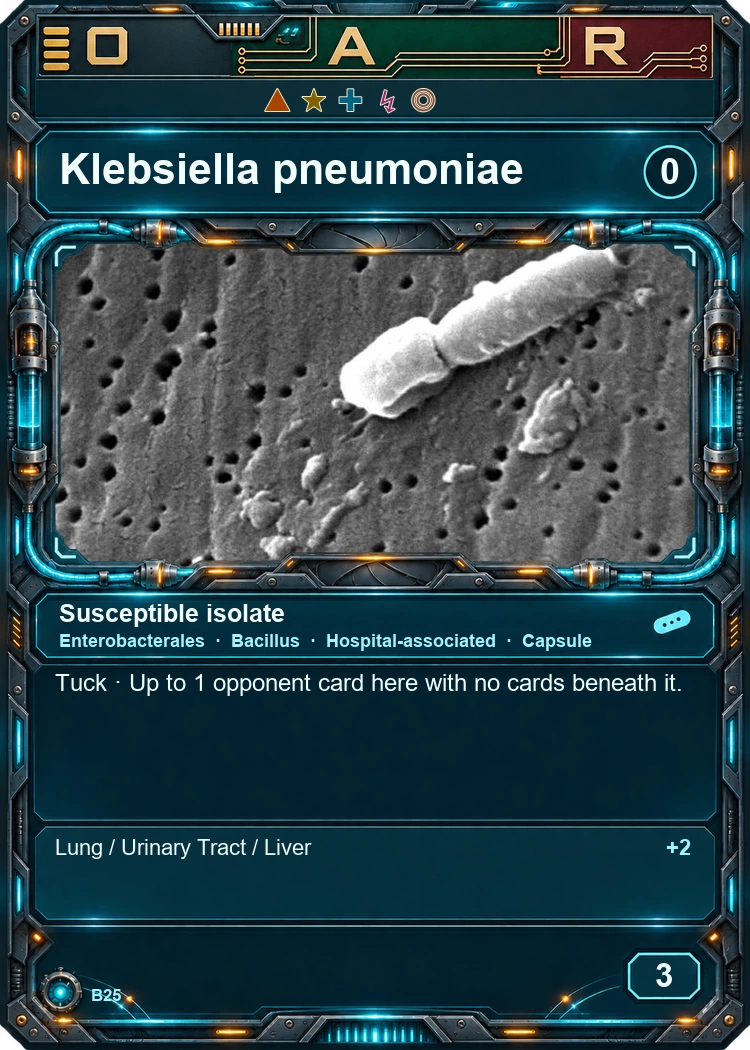 O A R
Klebsiella pneumoniae 0
Susceptible isolate
Enterobacterales · Bacillus · Hospital-associated · Capsule
Tuck · Up to 1 opponent card here with no cards beneath it.
Lung / Urinary Tract / Liver +2
B25 3